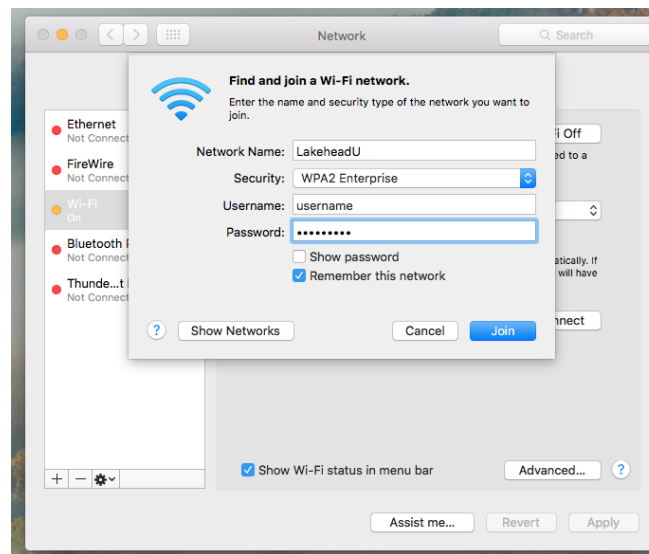 Network
Search
Find and join a Wi-Fi network.
Enter the name and security type of the network you want to
join.
Network Name: LakeheadU
Security: WPA2 Enterprise
Username: username
Password: •••••••••
Show password
Remember this network
? Show Networks Cancel Join
Ethernet
Not Connect
FireWire
Not Connect
Wi-Fi
On
Bluetooth
Not Connect
Thunde...t
Not Connect
Fi Off
ed to a
atically. If
will have
nnect
Show Wi-Fi status in menu bar
Advanced... ?
Assist me... Revert Apply